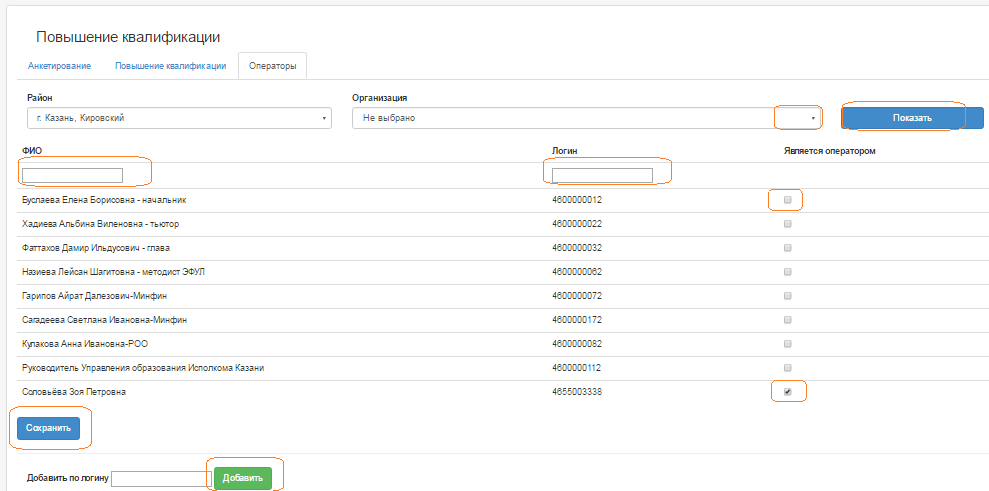 Повышение квалификации
Анкетирование Повышение квалификации Операторы
Район Организация
г. Казань, Кировский Не выбрано Показать
ФИО Логин Является оператором
Буслаева Елена Борисовна - начальник 4600000012
Хадиева Альбина Виленовна - тьютор 4600000022
Фаттахов Дамир Ильдусович - глава 4600000032
Назиева Лейсан Шагитовна - методист ЭФУЛ 4600000062
Гарипов Айрат Далезович-Минфин 4600000072
Сагадеева Светлана Ивановна-Минфин 4600000172
Кулакова Анна Ивановна-РОО 4600000082
Руководитель Управления образования Исполкома Казани 4600000112
Соловьёва Зоя Петровна 4655003338
Сохранить
Добавить по логину Добавить